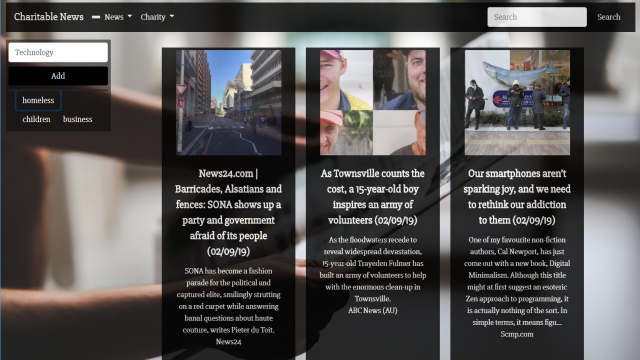 Charitable News
News
Charity
Search
Search
Technology
Add
homeless
children
business
News24.com |
Barricades, Alsatians and
fences: SONA shows up a
party and government
afraid of its people
(02/09/19)
SONA has become a fashion
parade for the political and
captured elite, smilingly strutting
on a red carpet while answering
banal questions about haute
couture, writes Pieter du Toit.
News24
As Townsville counts the
cost, a 15-year-old boy
inspires an army of
volunteers (02/09/19)
As the floodwaters recede to
reveal widespread devastation,
15-year-old Trayeden Fulmer has
built an army of volunteers to help
with the enormous clean-up in
Townsville.
ABC News (AU)
Our smartphones aren't
sparking joy, and we need
to rethink our addiction
to them (02/09/19)
One of my favourite non-fiction
authors, Cal Newport, has just
come out with a new book, Digital
Minimalism. Although this title
might at first suggest an esoteric
Zen approach to programming, it
is actually nothing of the sort. In
simple terms, it means figu...
Scmp.com